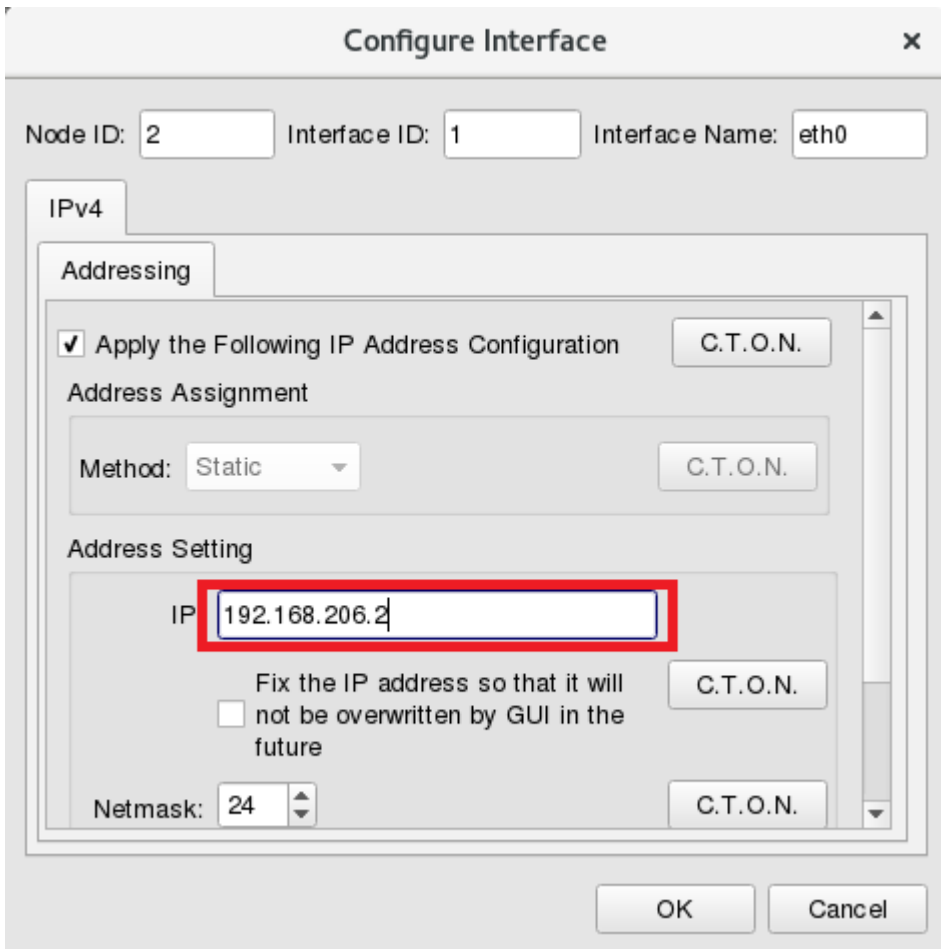 Configure Interface
Node ID: 2 Interface ID: 1 Interface Name: eth0
IPv4
Addressing
Apply the Following IP Address Configuration C.T.O.N.
Address Assignment
Method: Static C.T.O.N.
Address Setting
IP 192.168.206.2
Fix the IP address so that it will
not be overwritten by GUI in the
future
C.T.O.N.
Netmask: 24 C.T.O.N.
OK Cancel